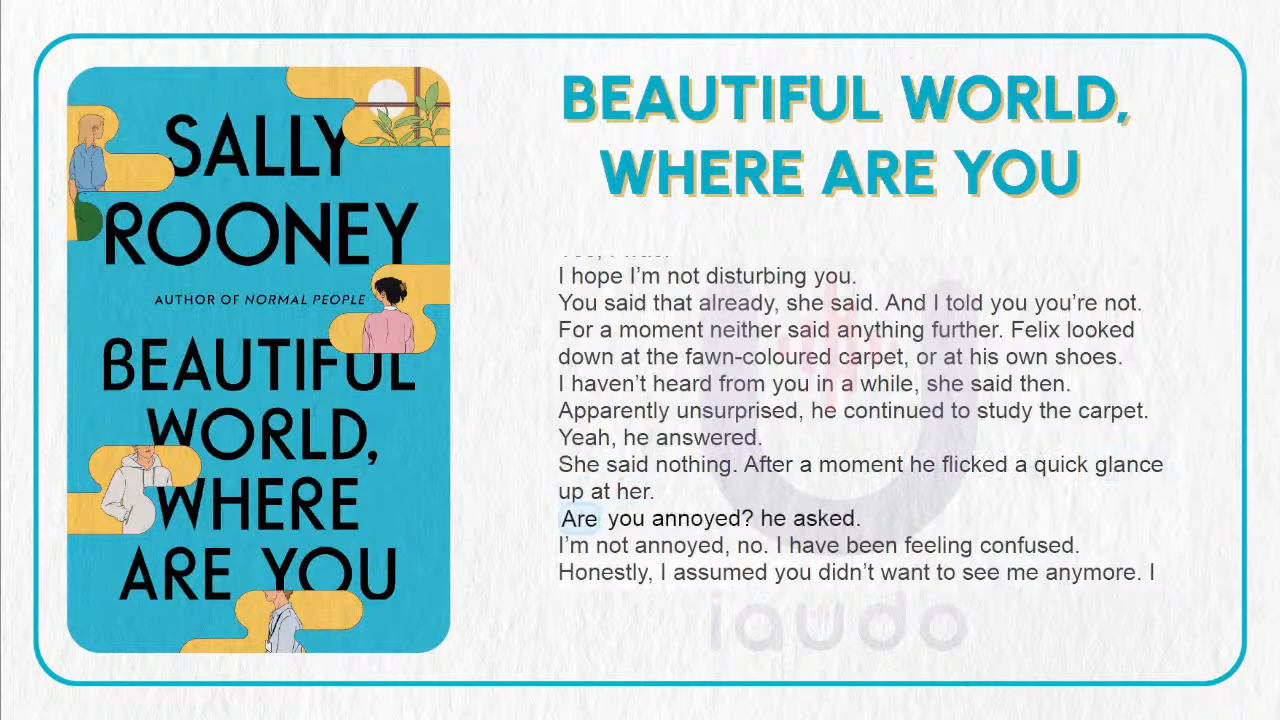 SALLY
ROONEY
AUTHOR OF NORMAL PEOPLE
BEAUTIFUL
WORLD,
WHERE
ARE YOU
BEAUTIFUL WORLD,
WHERE ARE YOU
I hope I’m not disturbing you.
You said that already, she said. And I told you you’re not.
For a moment neither said anything further. Felix looked
down at the fawn-coloured carpet, or at his own shoes.
I haven’t heard from you in a while, she said then.
Apparently unsurprised, he continued to study the carpet.
Yeah, he answered.
She said nothing. After a moment he flicked a quick glance
up at her.
Are you annoyed? he asked.
I’m not annoyed, no. I have been feeling confused.
Honestly, I assumed you didn’t want to see me anymore. I
iaudo